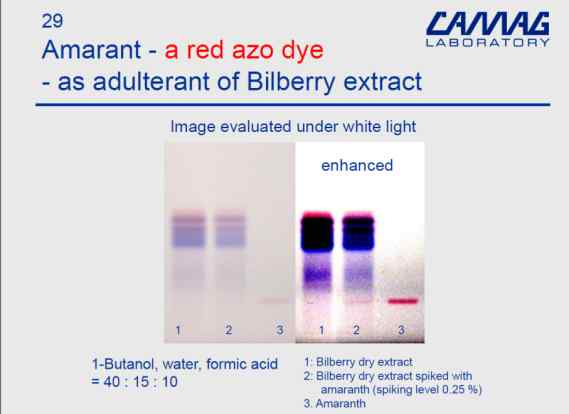 29
CAMAG
LABORATORY
Amarant - a red azo dye
- as adulterant of Bilberry extract
Image evaluated under white light
enhanced
1 2 3 1 2 3
1-Butanol, water, formic acid
= 40 : 15 : 10
1: Bilberry dry extract
2: Bilberry dry extract spiked with
amaranth (spiking level 0.25 %)
3. Amaranth